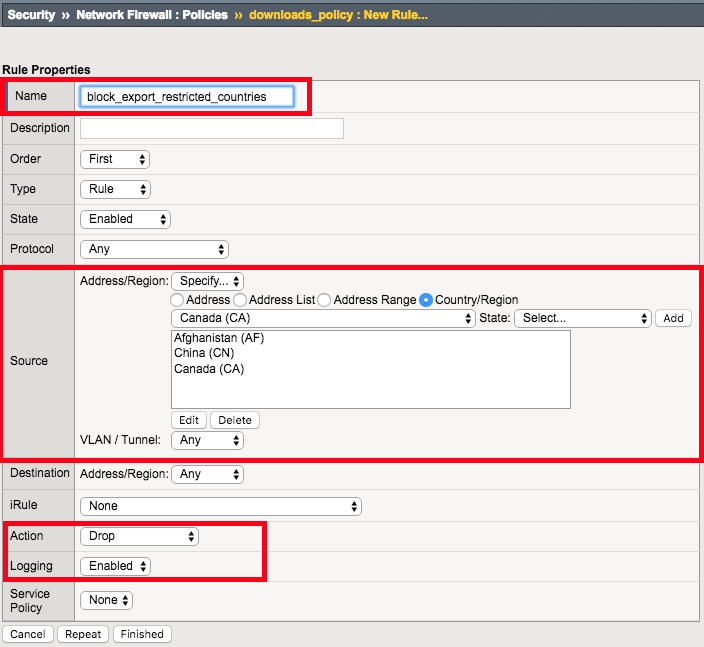 Security » Network Firewall : Policies » downloads_policy : New Rule...
Rule Properties
Name block_export_restricted_countries
Description
Order First
Type Rule
State Enabled
Protocol Any
Address/Region: Specify...
Address Address List Address Range Country/Region
Canada (CA) State: Select... Add
Afghanistan (AF)
China (CN)
Source
Canada (CA)
Edit Delete
VLAN / Tunnel: Any
Destination Address/Region: Any
iRule None
Action Drop
Logging Enabled
Service
Policy
None
Cancel Repeat Finished